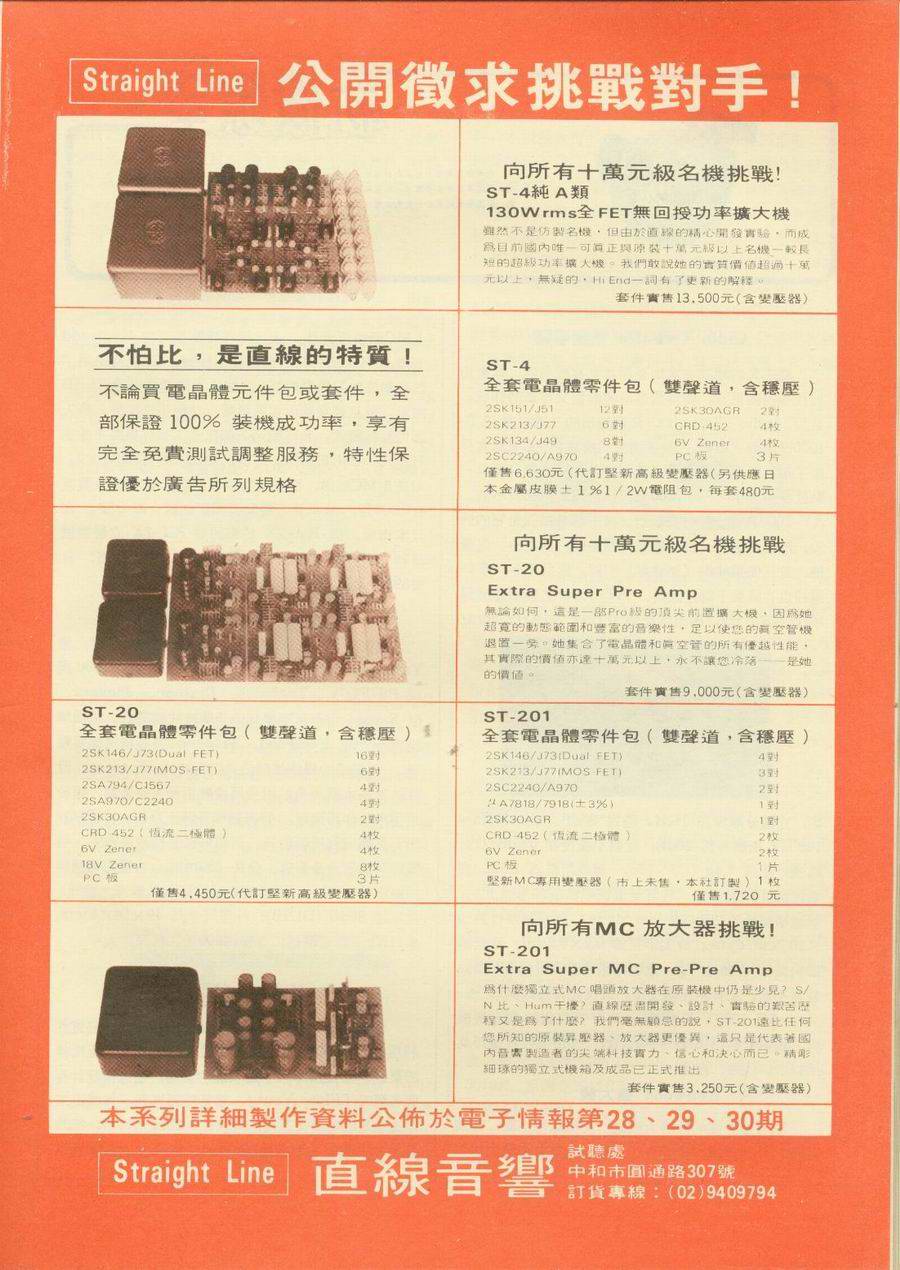 Straight Line 公開徵求挑戰對手！
向所有十萬元級名機挑戰!
ST-4純 A 類
130W rms全 FET無回授功率擴大機
雖然不是仿製名機，但由於直線的精心開發實驗，而成
爲目前國內唯一可眞正與原裝十萬元級以上名機一較長
短的超級功率擴大機。我們敢說她的實質價値超過十萬
元以上，無疑的，Hi End一詞有了更新的解釋。
套件實售13,500元(含變壓器)
不怕比，是直線的特質！
不論買電晶體元件包或套件，全
部保證 100% 裝機成功率，享有
完全免費測試調整服務，特性保
證優於廣告所列規格
ST-4
全套電晶體零件包（雙聲道，含穩壓）
2SK151/J51 12對 2SK30AGR 2對
2SK213/J77 6對 CRD-452 4枚
2SK134/J49 8對 6V Zener 4枚
2SC2240/A970 4對 PC 板 3片
僅售6,630元(代訂堅新高級變壓器(另供應日
本金屬皮膜±1%1/2W電阻包，每套480元
向所有十萬元級名機挑戰
ST-20
Extra Super Pre Amp
無論如何，這是一部Pro級的頂尖前置擴大機、因爲她
超寬的動態範圍和豐富的音樂性，足以使您的眞空管機
退置一旁。她集合了電晶體和眞空管的所有優越性能，
其實際的價値亦達十萬元以上，永不讓您冷落——是她
的價値。
套件實售9,000元(含變壓器)
ST-20
全套電晶體零件包（雙聲道，含穩壓）
2SK146/J73(Dual FET) 16對
2SK213/J77(MOS-FET) 6對
2SA794/C1567 4對
2SA970/C2240 4對
2SK30AGR 2對
CRD-452（恆流二極體） 4枚
6V Zener 4枚
18V Zener 8枚
PC 板 3片
僅售4,450元(代訂堅新高級變壓器)
ST-201
全套電晶體零件包（雙聲道，含穩壓）
2SK146/J73(Dual FET) 4對
2SK213/J77(MOS FET) 3對
2SC2240/A970 2對
μA7818/7918(±3%) 1對
2SK30AGR 1對
CRD-452（恆流二極體） 2枚
6V Zener 2枚
PC 板 1片
堅新MC專用變壓器（市上未售，本社訂製）1枚
僅售1,720 元
向所有MC 放大器挑戰!
ST-201
Extra Super MC Pre-Pre Amp
爲什麼獨立式MC 唱頭放大器在原裝機中仍是少見? S/
N 比、Hum干擾? 直線歷盡開發、設計、實驗的艱苦歷
程又是爲了什麼? 我們毫無顧忌的說，ST-201遠比任何
您所知的原裝昇壓器、放大器更優異，這只是代表著國
內音響製造者的尖端科技實力、信心和決心而已。精彫
細琢的獨立式機箱及成品已正式推出
套件實售3,250元(含變壓器)
本系列詳細製作資料公佈於電子情報第28、29、30期
Straight Line 直線音響
試聽處
中和市圓通路307號
訂貨專線：(02)9409794